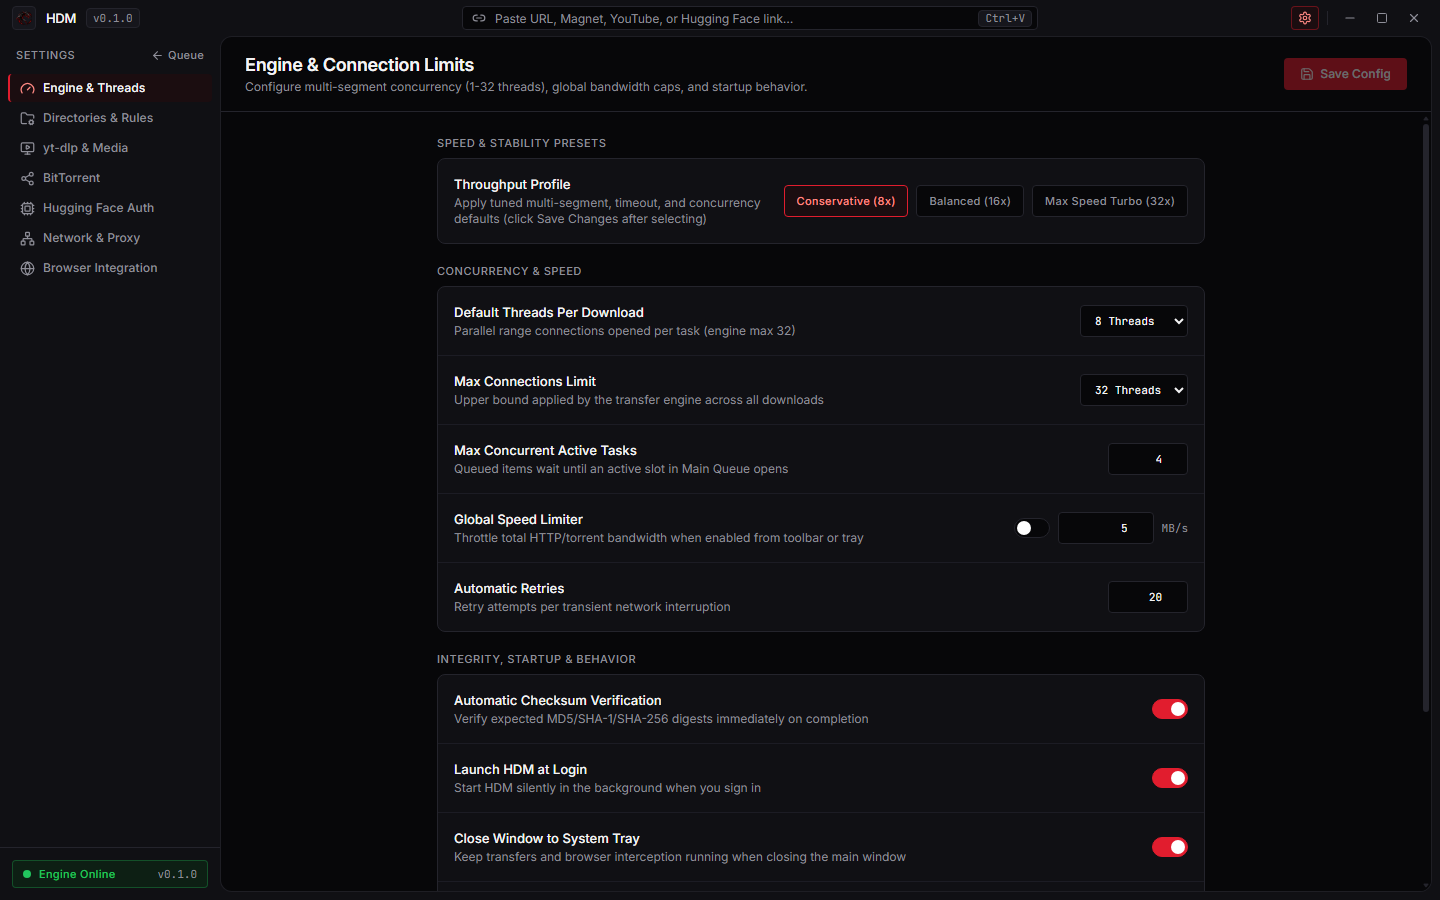 HDM v0.1.0
Paste URL, Magnet, YouTube, or Hugging Face link... Ctrl+V
SETTINGS
Queue
Engine & Threads
Directories & Rules
yt-dlp & Media
BitTorrent
Hugging Face Auth
Network & Proxy
Browser Integration
Engine Online v0.1.0
Engine & Connection Limits
Configure multi-segment concurrency (1-32 threads), global bandwidth caps, and startup behavior.
Save Config
SPEED & STABILITY PRESETS
Throughput Profile
Apply tuned multi-segment, timeout, and concurrency
defaults (click Save Changes after selecting)
Conservative (8x)
Balanced (16x)
Max Speed Turbo (32x)
CONCURRENCY & SPEED
Default Threads Per Download
Parallel range connections opened per task (engine max 32)
8 Threads
Max Connections Limit
Upper bound applied by the transfer engine across all downloads
32 Threads
Max Concurrent Active Tasks
Queued items wait until an active slot in Main Queue opens
4
Global Speed Limiter
Throttle total HTTP/torrent bandwidth when enabled from toolbar or tray
5 MB/s
Automatic Retries
Retry attempts per transient network interruption
20
INTEGRITY, STARTUP & BEHAVIOR
Automatic Checksum Verification
Verify expected MD5/SHA-1/SHA-256 digests immediately on completion
Launch HDM at Login
Start HDM silently in the background when you sign in
Close Window to System Tray
Keep transfers and browser interception running when closing the main window